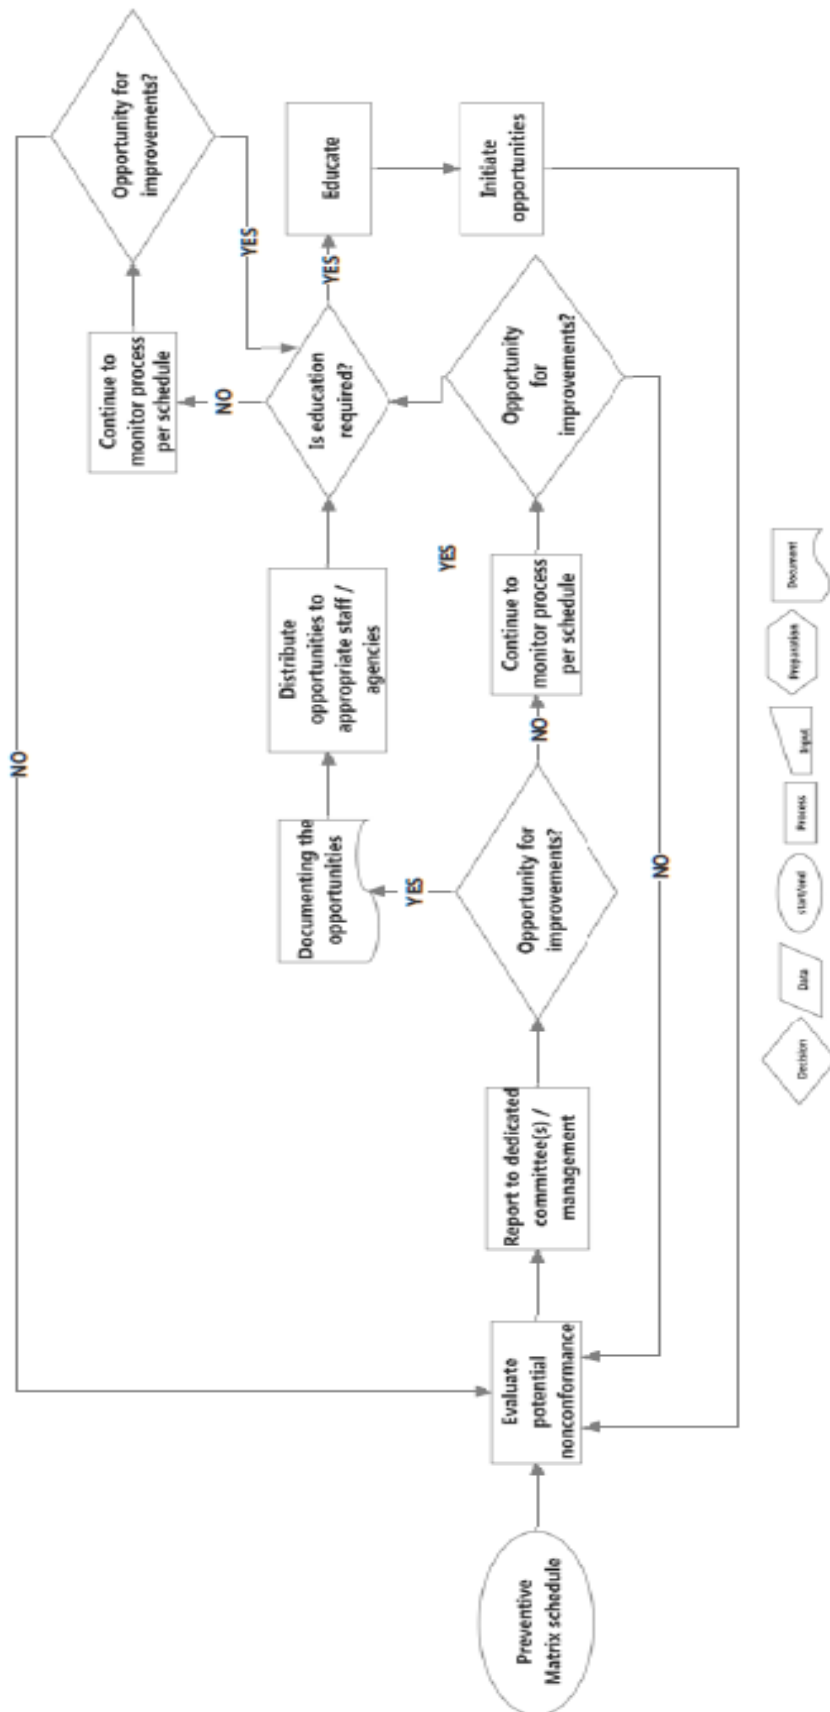 Preventive
Matrix schedule
Evaluate
potential
nonconformance
Report to dedicated
committee(s) /
management
Opportunity for
improvements?
YES
Documenting the
opportunities
Distribute
opportunities to
appropriate staff /
agencies
NO
Continue to
monitor process
per schedule
YES
Opportunity
for
improvements?
NO
Is education
required?
NO
Continue to
monitor process
per schedule
Opportunity for
improvements?
YES
NO
YES
Educate
Initiate
opportunities
Decision
Data
start/end
Process
Input
Preparation
Document